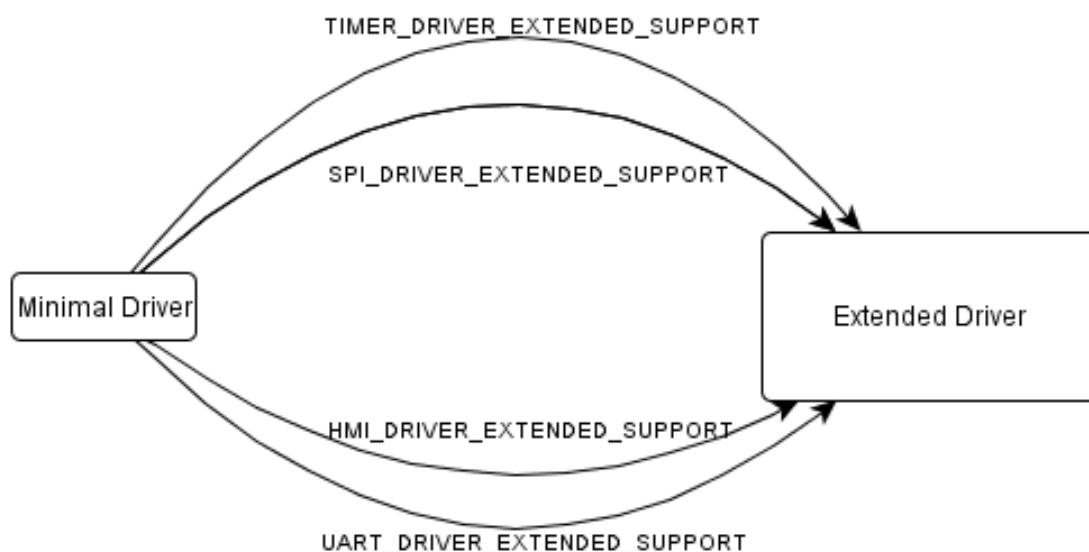 TIMER_DRIVER_EXTENDED_SUPPORT
SPI_DRIVER_EXTENDED_SUPPORT
Minimal Driver
Extended Driver
HMI_DRIVER_EXTENDED_SUPPORT
UART_DRIVER_EXTENDED_SUPPORT